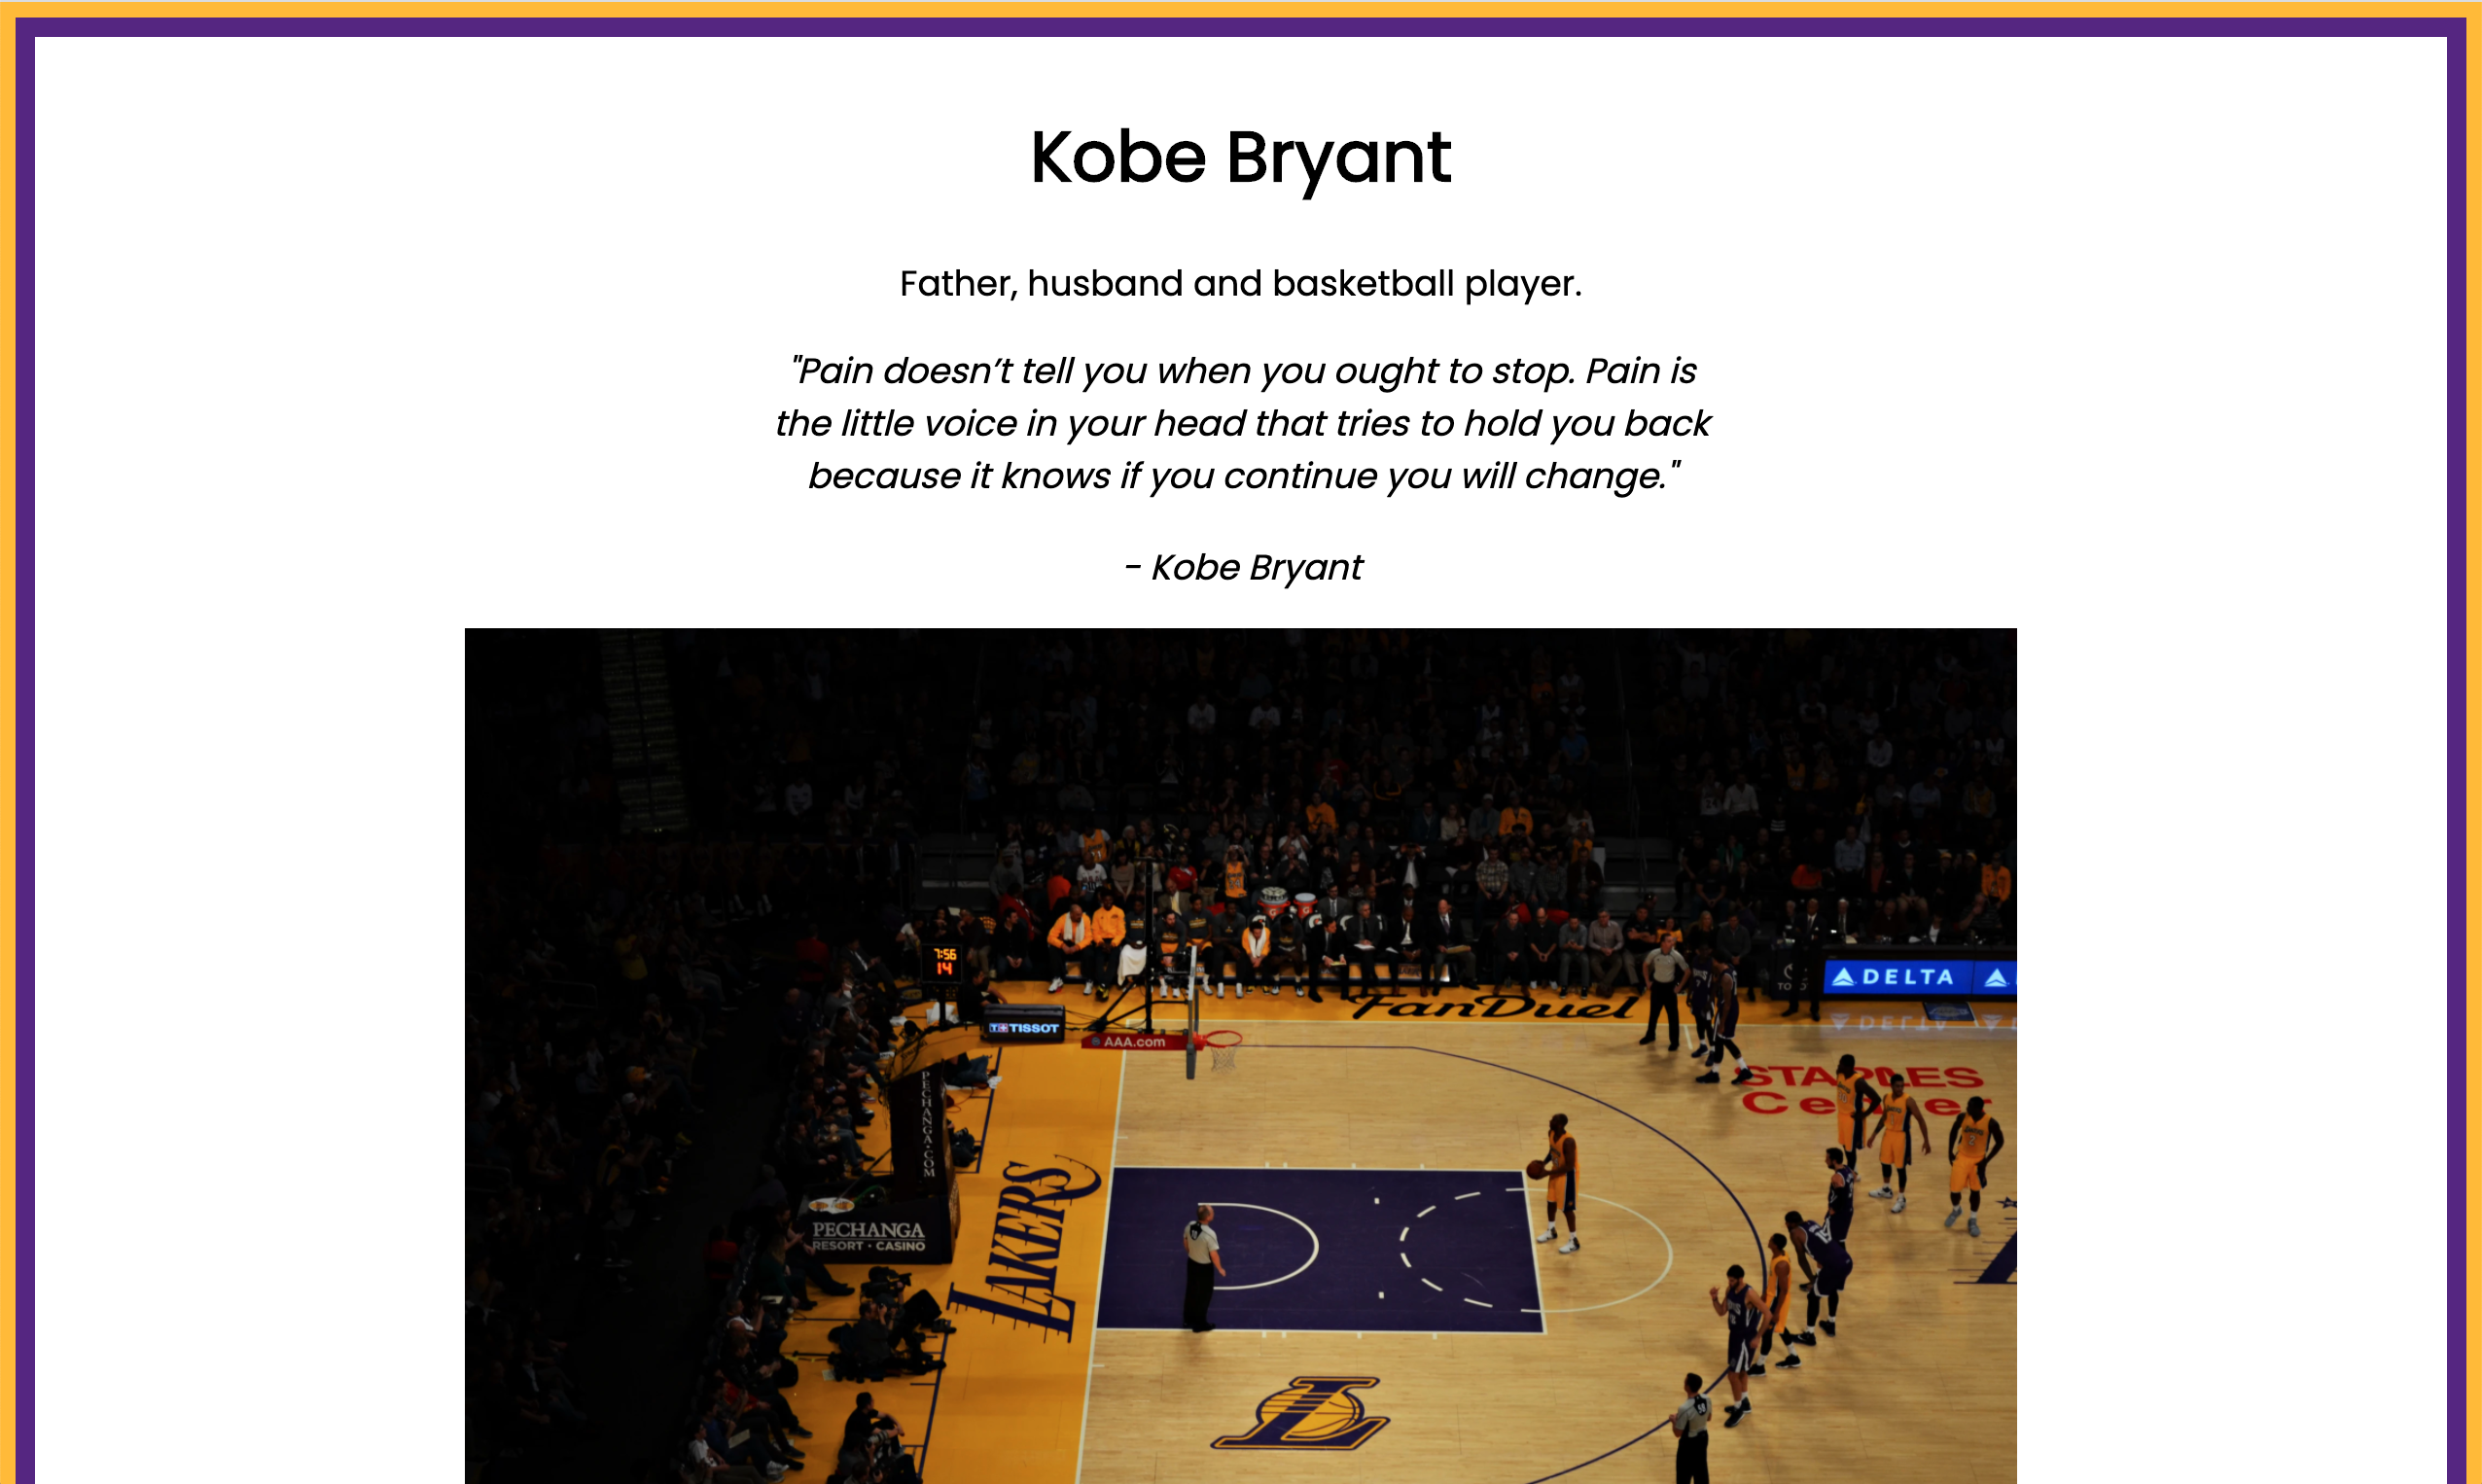 Kobe Bryant
Father, husband and basketball player.
"Pain doesn’t tell you when you ought to stop. Pain is
the little voice in your head that tries to hold you back
because it knows if you continue you will change."
- Kobe Bryant
7:56
14
DELTA
FanDuel
TISSOT
AAA.com
STAPLES
Center
PECHANGA.COM
PECHANGA
RESORT • CASINO
LAKERS
L